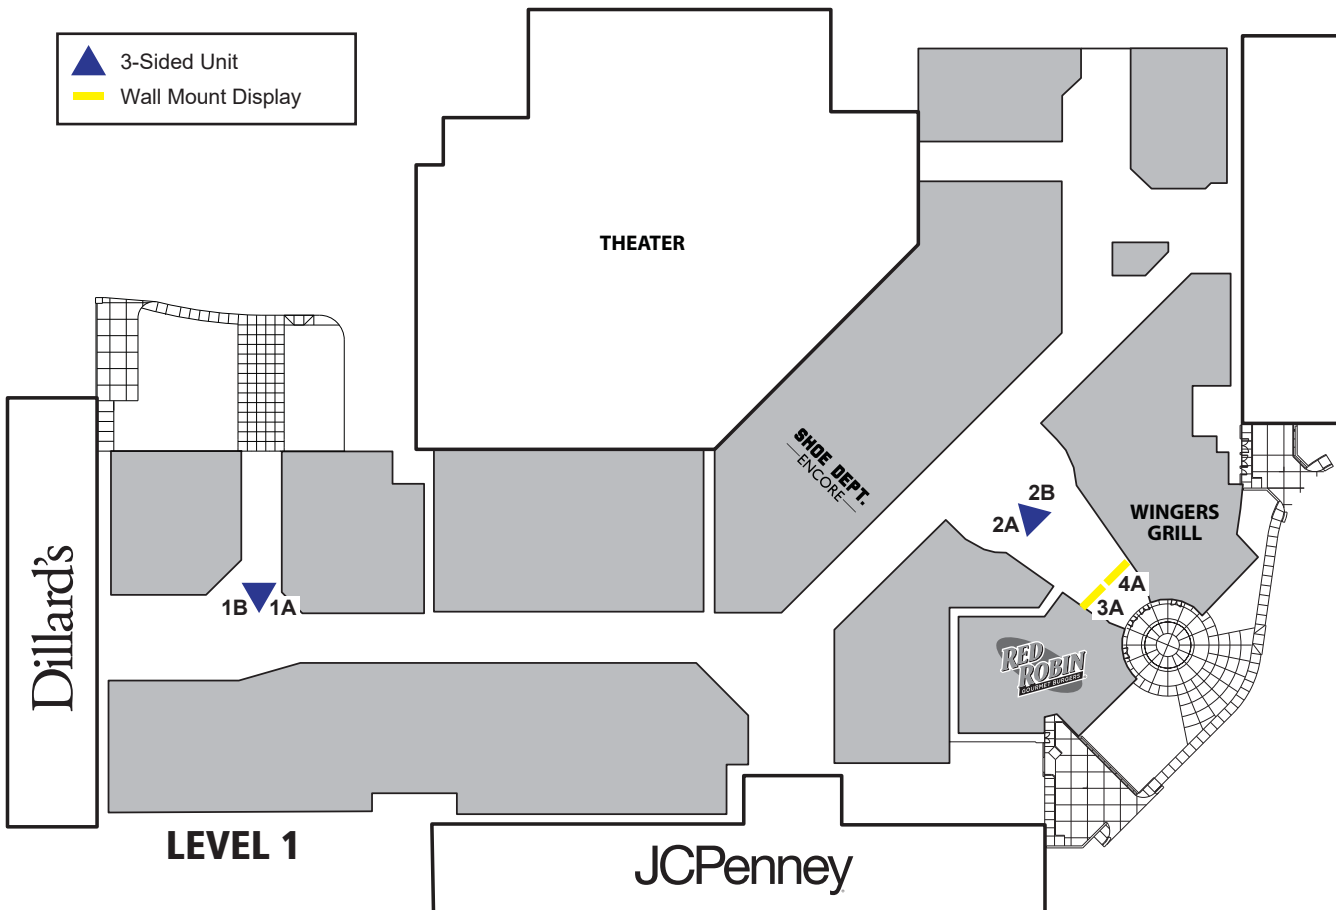 3-Sided Unit
Wall Mount Display
THEATER
SHOE DEPT.
ENCORE
2B
2A
WINGERS
GRILL
4A
3A
1B
1A
Dillard's
RED
ROBIN
GOURMET BURGERS
LEVEL 1
JCPenney